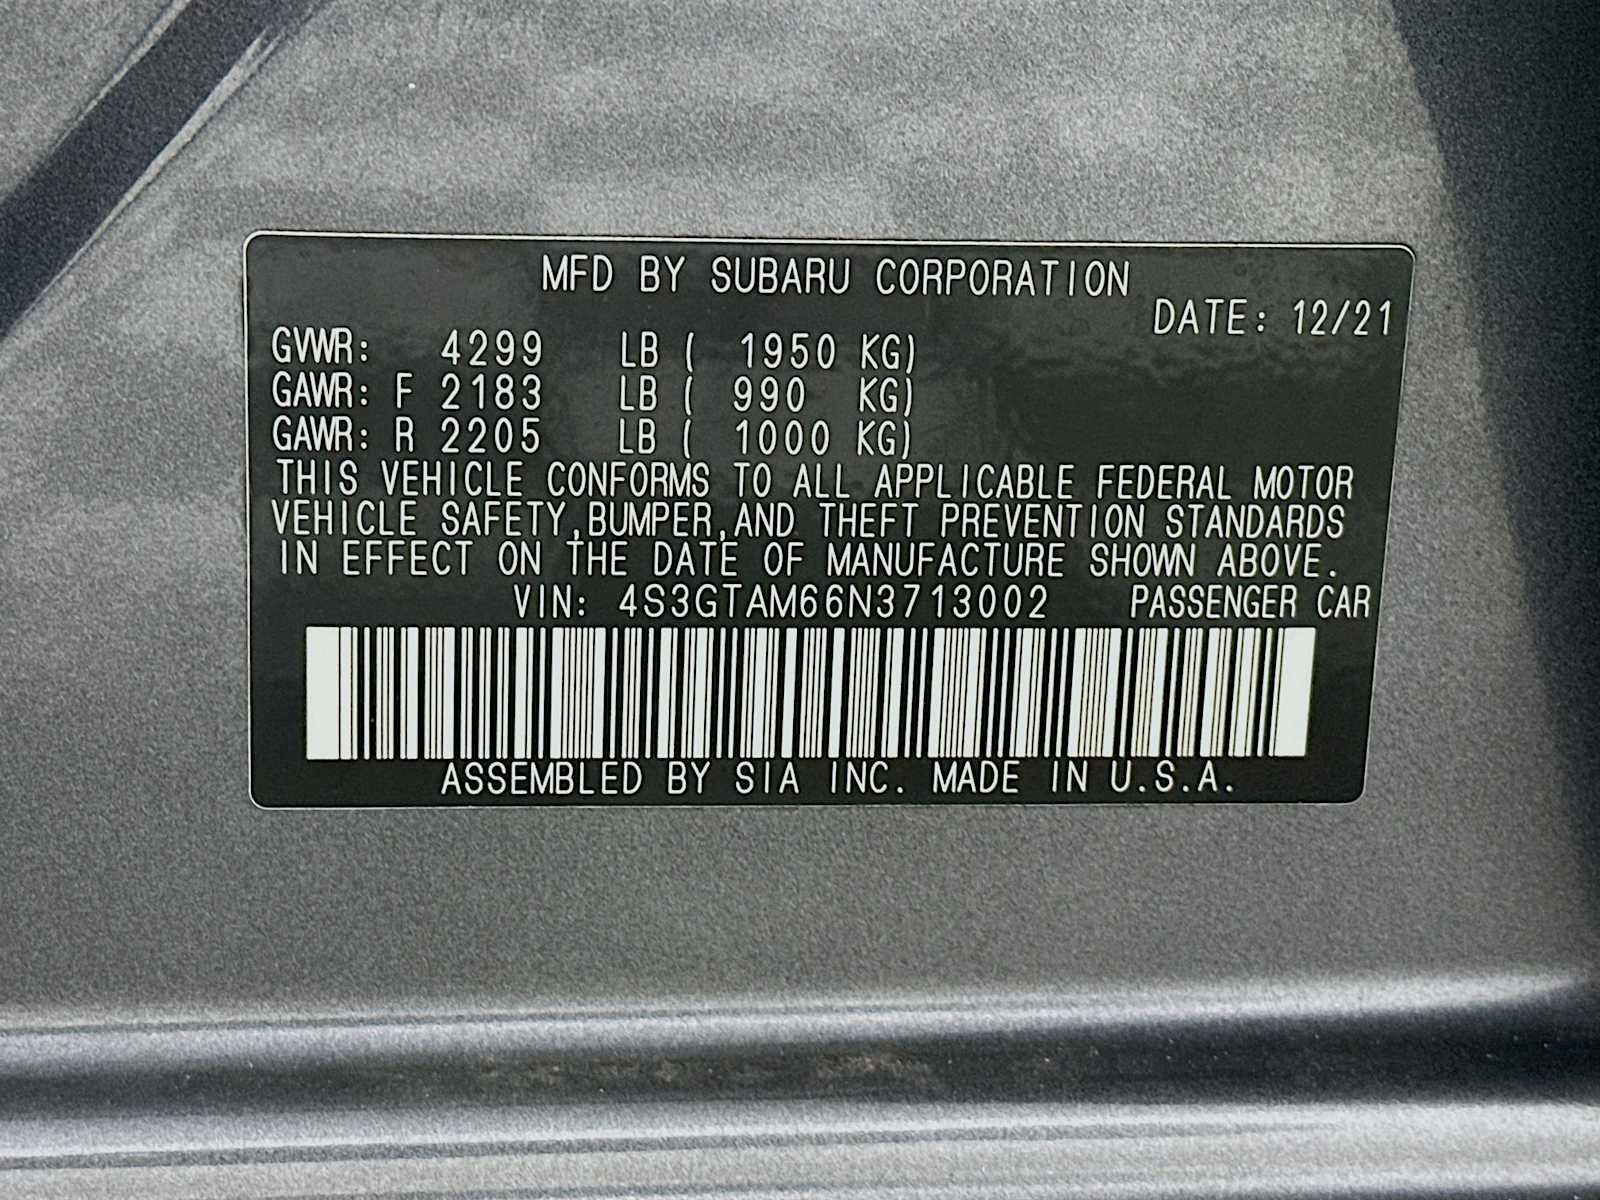 MFD BY SUBARU CORPORATION
DATE: 12/21
GVWR: 4299 LB ( 1950 KG)
GAWR: F 2183 LB ( 990 KG)
GAWR: R 2205 LB ( 1000 KG)
THIS VEHICLE CONFORMS TO ALL APPLICABLE FEDERAL MOTOR
VEHICLE SAFETY,BUMPER,AND THEFT PREVENTION STANDARDS
IN EFFECT ON THE DATE OF MANUFACTURE SHOWN ABOVE.
VIN: 4S3GTAM66N3713002 PASSENGER CAR
ASSEMBLED BY SIA INC. MADE IN U.S.A.